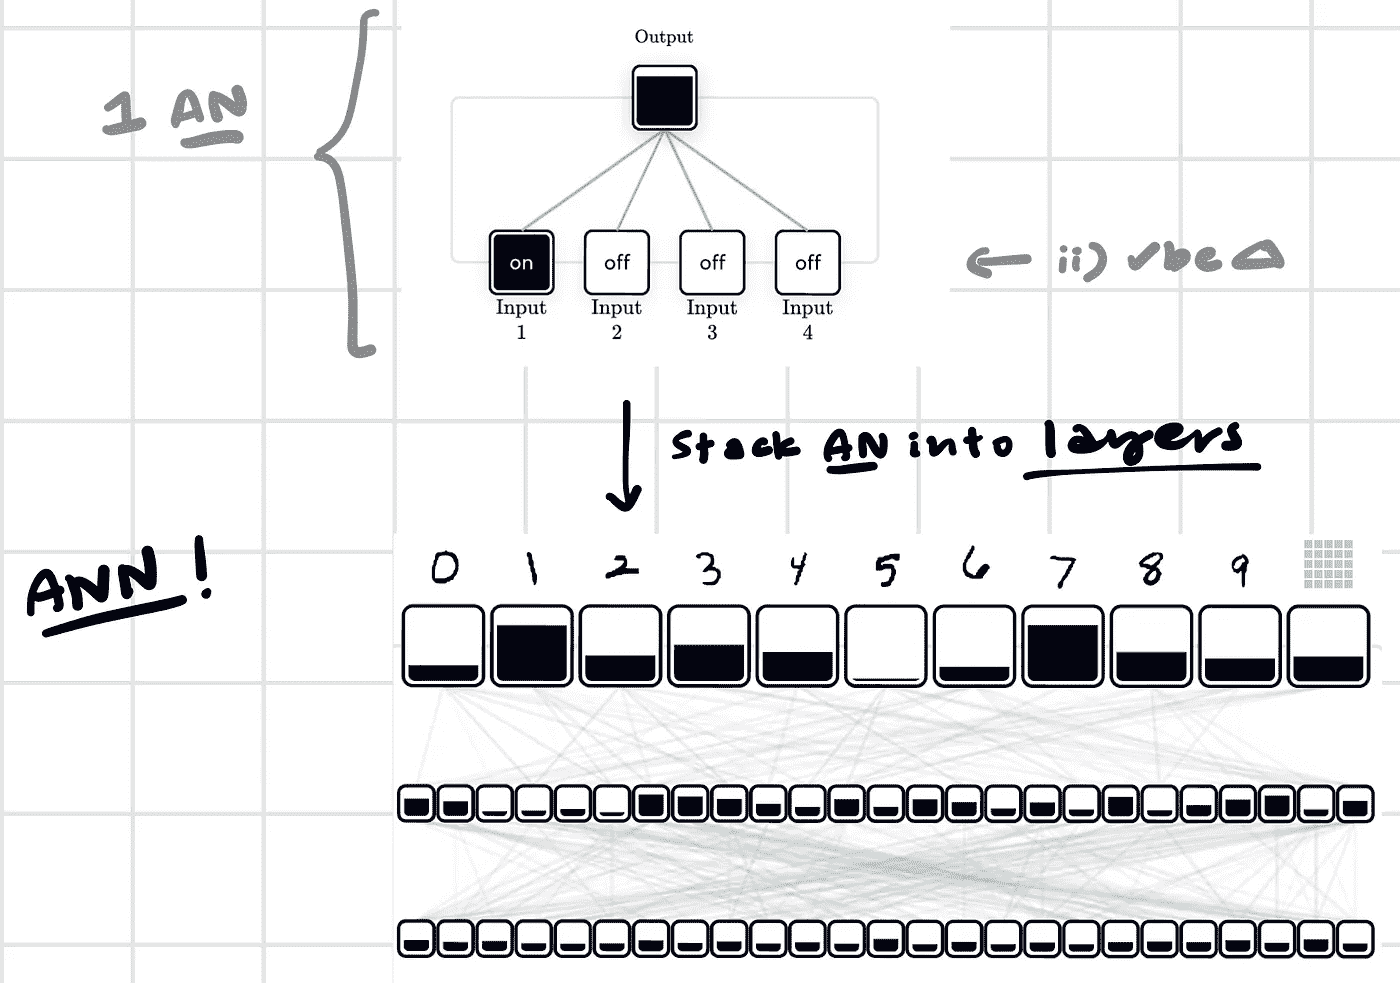 Output
1 AN
on off off off
← ii) ✓be △
Input Input Input Input
1 2 3 4
Stack AN into layers
ANN!
0 1 2 3 4 5 6 7 8 9